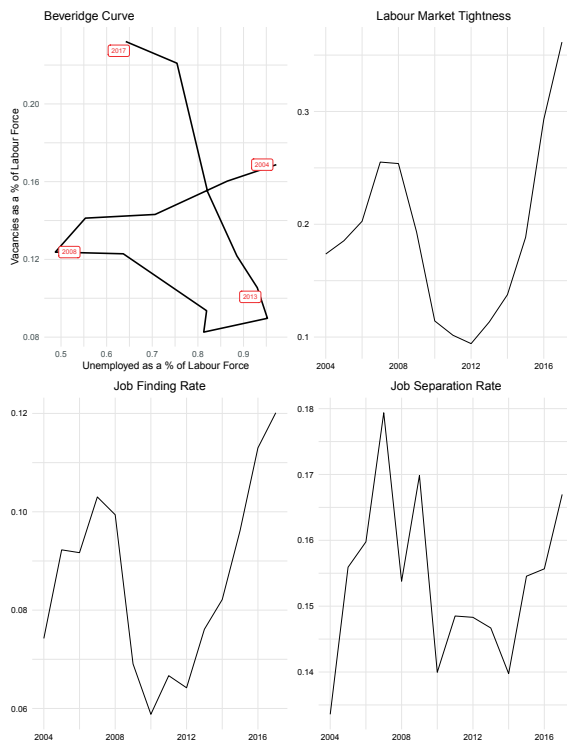 Beveridge Curve
Vacancies as a % of Labour Force
0.20
0.16
0.12
0.08
2017
2004
2008
2013
0.5 0.6 0.7 0.8 0.9
Unemployed as a % of Labour Force
Labour Market Tightness
0.3
0.2
0.1
2004 2008 2012 2016
Job Finding Rate
0.12
0.10
0.08
0.06
2004 2008 2012 2016
Job Separation Rate
0.18
0.17
0.16
0.15
0.14
2004 2008 2012 2016